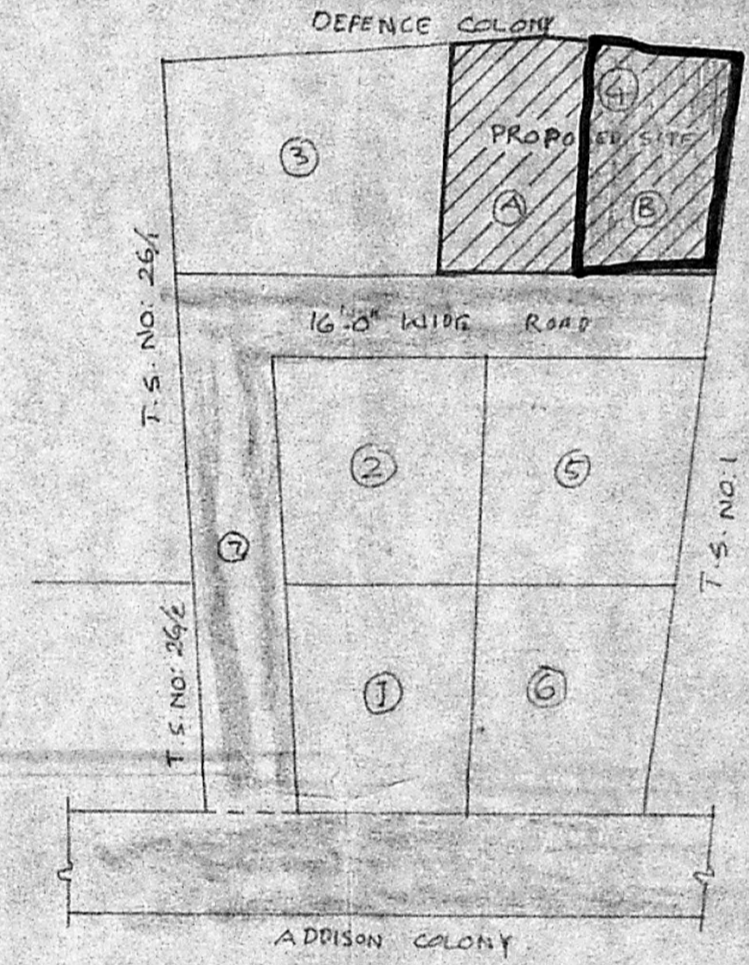 DEFENCE COLONY
4
3
PROPOSED SITE
A
B
T.S. NO: 26/1
16'-0" WIDE ROAD
2
5
7
T.S. NO: 1
T.S. NO: 26/2
1
6
ADDISON COLONY